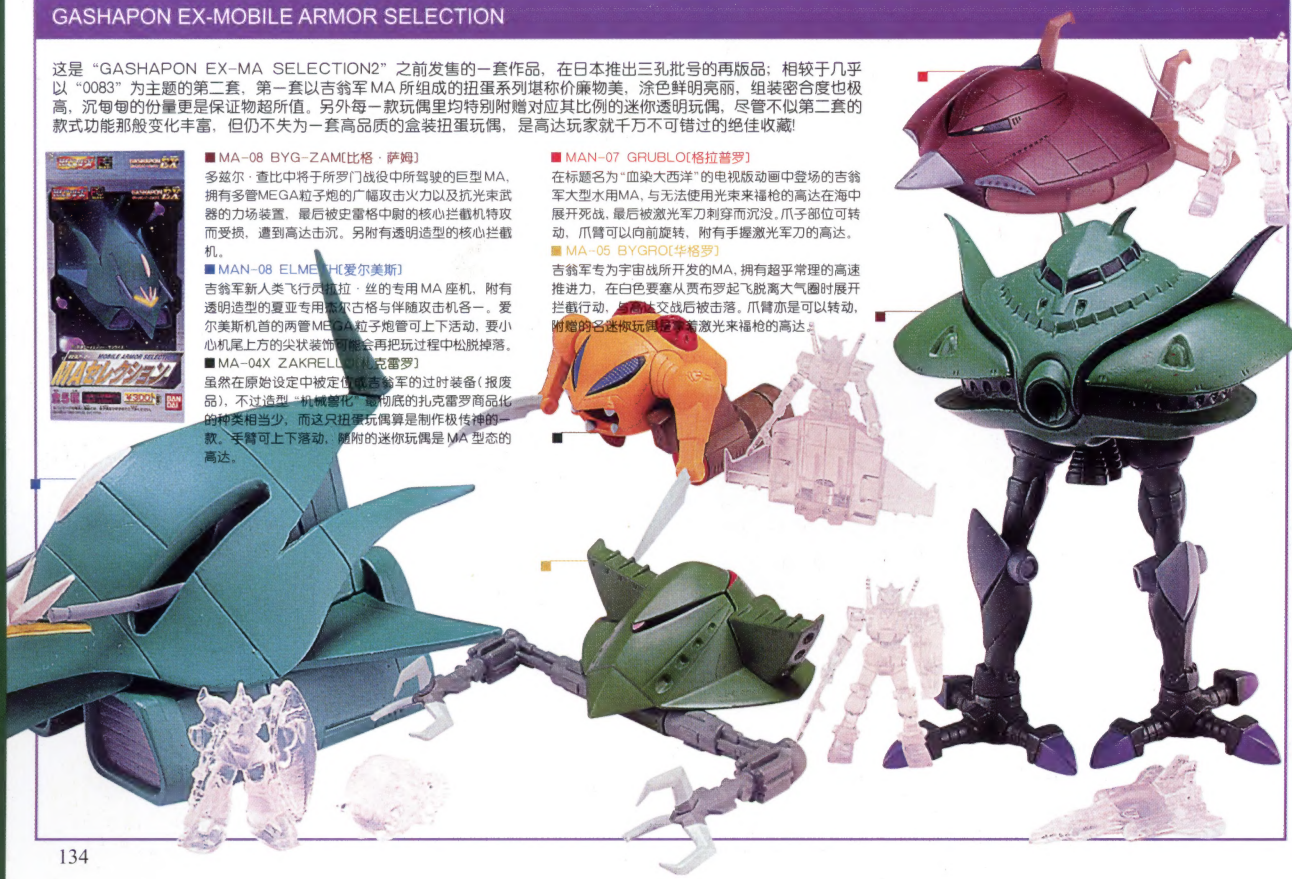 GASHAPON EX-MOBILE ARMOR SELECTION
这是“GASHAPON EX-MA SELECTION2”之前发售的一套作品，在日本推出三孔批号的再版品；相较于几乎
以“0083”为主题的第二套，第一套以吉翁军MA所组成的扭蛋系列堪称价廉物美，涂色鲜明亮丽，组装密合度也极
高，沉甸甸的份量更是保证物超所值。另外每一款玩偶里均特别附赠对应其比例的迷你透明玩偶，尽管不似第二套的
款式功能那般变化丰富，但仍不失为一套高品质的盒装扭蛋玩偶，是高达玩家就千万不可错过的绝佳收藏!
GASHAPON EX
MOBILE ARMOR SELECTION
MAセレクション
全5種
¥300
BANDAI
■MA-08 BYG-ZAM[比格·萨姆]
多兹尔·查比中将于所罗门战役中所驾驶的巨型MA，
拥有多管MEGA粒子炮的广幅攻击火力以及抗光束武
器的力场装置，最后被史雷格中尉的核心拦截机特攻
而受损，遭到高达击沉。另附有透明造型的核心拦截
机。
■MAN-08 ELMETH[爱尔美斯]
吉翁军新人类飞行员拉拉·丝的专用MA座机，附有
透明造型的夏亚专用杰尔古格与伴随攻击机各一。爱
尔美斯机首的两管MEGA粒子炮管可上下活动，要小
心机尾上方的尖状装饰可能会再把玩过程中松脱掉落。
■MA-04X ZAKRELLO[扎克雷罗]
虽然在原始设定中被定位成吉翁军的过时装备(报废
品)，不过造型“机械兽化”最彻底的扎克雷罗商品化
的种类相当少，而这只扭蛋玩偶算是制作极传神的一
款。手臂可上下落动，随附的迷你玩偶是MA型态的
高达。
■MAN-07 GRUBLO[格拉普罗]
在标题名为“血染大西洋”的电视版动画中登场的吉翁
军大型水用MA，与无法使用光束来福枪的高达在海中
展开死战，最后被激光军刀刺穿而沉没。爪子部位可转
动、爪臂可以向前旋转、附有手握激光军刀的高达。
■MA-05 BYGRO[华格罗]
吉翁军专为宇宙战所开发的MA，拥有超乎常理的高速
推进力，在白色要塞从贾布罗起飞脱离大气圈时展开
拦截行动，与高达交战后被击落。爪臂亦是可以转动，
附赠的名迷你玩偶是拿着激光来福枪的高达。
134